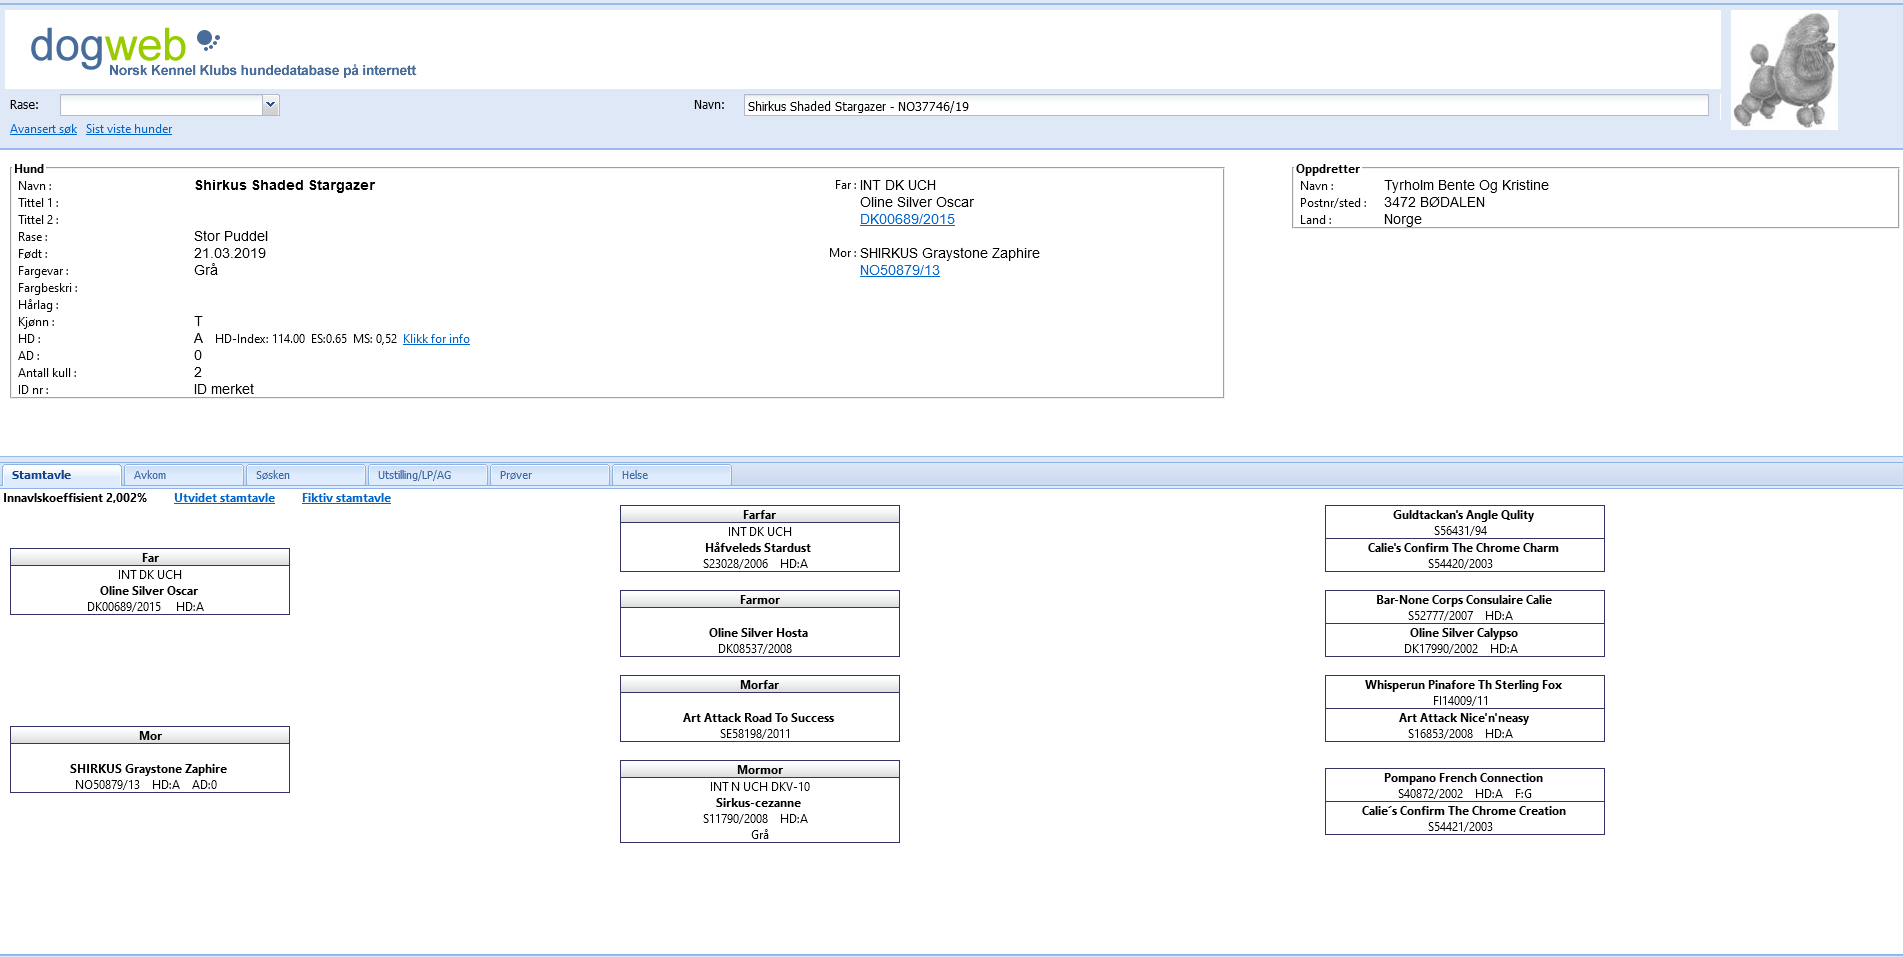 dogweb
Norsk Kennel Klubs hundedatabase på internett
Rase:
Navn: Shirkus Shaded Stargazer - NO37746/19
Avansert søk Sist viste hunder
Hund
Navn : Shirkus Shaded Stargazer
Tittel 1 :
Tittel 2 :
Rase : Stor Puddel
Født : 21.03.2019
Fargevar : Grå
Fargbeskri :
Hårlag :
Kjønn : T
HD : A HD-Index: 114.00 ES:0.65 MS: 0,52 Klikk for info
AD : 0
Antall kull : 2
ID nr : ID merket
Far : INT DK UCH
Oline Silver Oscar
DK00689/2015
Mor : SHIRKUS Graystone Zaphire
NO50879/13
Oppdretter
Navn : Tyrholm Bente Og Kristine
Postnr/sted : 3472 BØDALEN
Land : Norge
Stamtavle Avkom Søsken Utstilling/LP/AG Prøver Helse
Innavlskoeffisient 2,002% Utvidet stamtavle Fiktiv stamtavle
Far
INT DK UCH
Oline Silver Oscar
DK00689/2015 HD:A
Mor
SHIRKUS Graystone Zaphire
NO50879/13 HD:A AD:0
Farfar
INT DK UCH
Håfveleds Stardust
S23028/2006 HD:A
Farmor
Oline Silver Hosta
DK08537/2008
Morfar
Art Attack Road To Success
SE58198/2011
Mormor
INT N UCH DKV-10
Sirkus-cezanne
S11790/2008 HD:A
Grå
Guldtackan's Angle Qulity
S56431/94
Calie's Confirm The Chrome Charm
S54420/2003
Bar-None Corps Consulaire Calie
S52777/2007 HD:A
Oline Silver Calypso
DK17990/2002 HD:A
Whisperun Pinafore Th Sterling Fox
FI14009/11
Art Attack Nice'n'neasy
S16853/2008 HD:A
Pompano French Connection
S40872/2002 HD:A F:G
Calie´s Confirm The Chrome Creation
S54421/2003